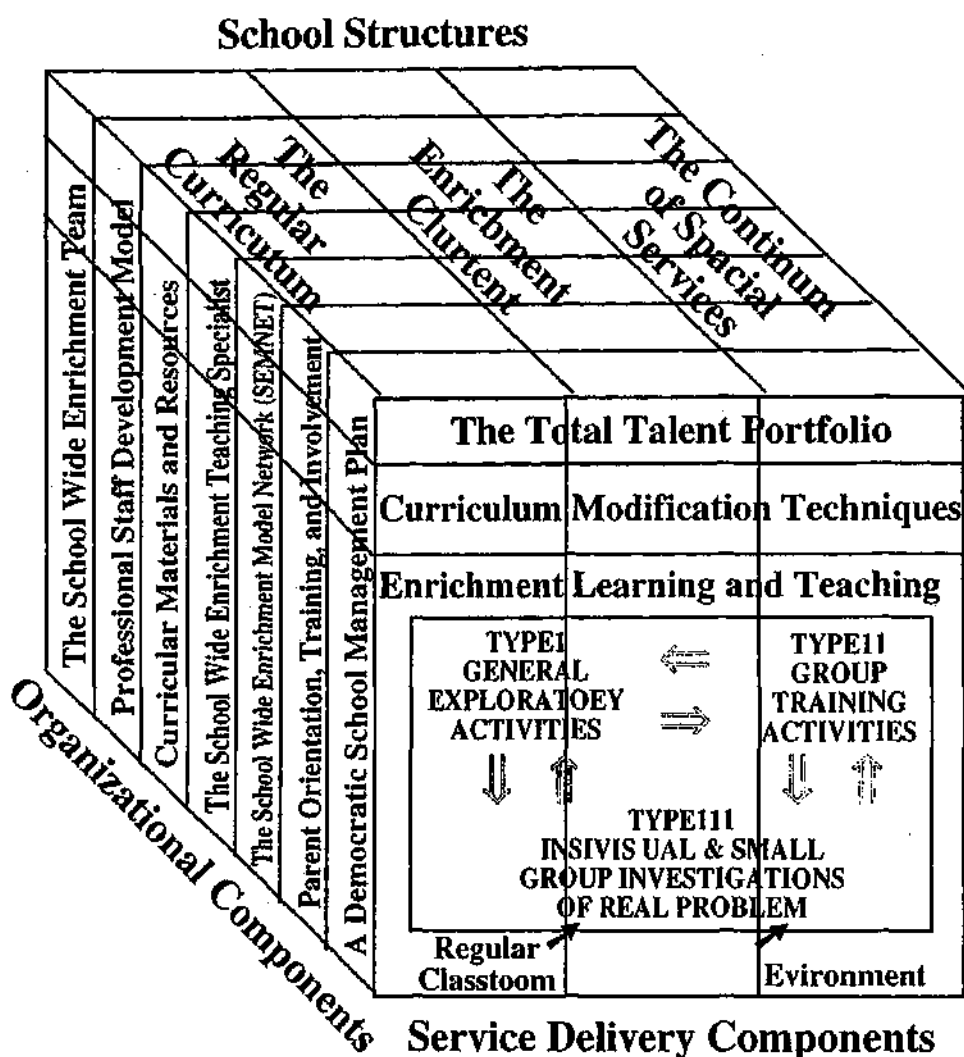 School Structures
The
Regular
Curricutum
The
Enricbment
Clurtent
The Continum
of Spacial
Services
The School Wide Enrichment Team
Professional Staff Development Model
Curricular Materials and Resources
The School Wide Enrichment Teaching Specialist
The School Wide Enrichment Model Network (SEMNET)
Parent Orientation, Training, and Involvement
A Democratic School Management Plan
Organizational Components
The Total Talent Portfolio
Curriculum Modification Techniques
Enrichment Learning and Teaching
TYPE1
GENERAL
EXPLORATOEY
ACTIVITIES
TYPE11
GROUP
TRAINING
ACTIVITIES
TYPE111
INSIVIS UAL & SMALL
GROUP INVESTIGATIONS
OF REAL PROBLEM
Regular
Classtoom
Evironment
Service Delivery Components